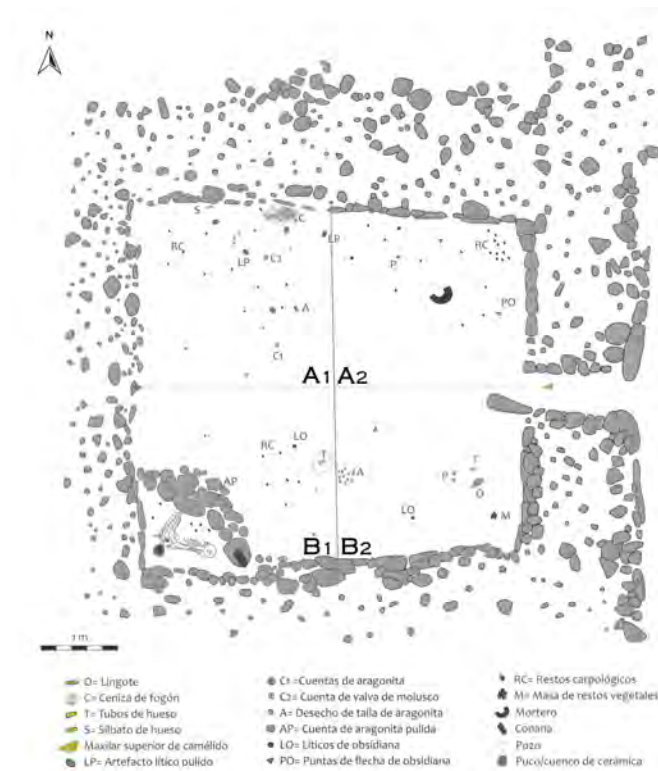 N
S
C
RC
LP
LP
C2
P
RC
PO
A
C1
A1 A2
RC
LO
T
A
AP
T
P
O
LO
M
B1 B2
1 m.
O= Lingote
C= Ceniza de fogón
T= Tubos de hueso
S= Silbato de hueso
Maxilar superior de camélido
LP= Artefacto lítico pulido
C1=Cuentas de aragonita
C2= Cuenta de valva de molusco
A= Desecho de talla de aragonita
AP= Cuenta de aragonita pulida
LO= Líticos de obsidiana
PO= Puntas de flecha de obsidiana
RC= Restos carpológicos
M= Masa de restos vegetales
Mortero
Conana
Pozo
Puco/cuenco de cerámica